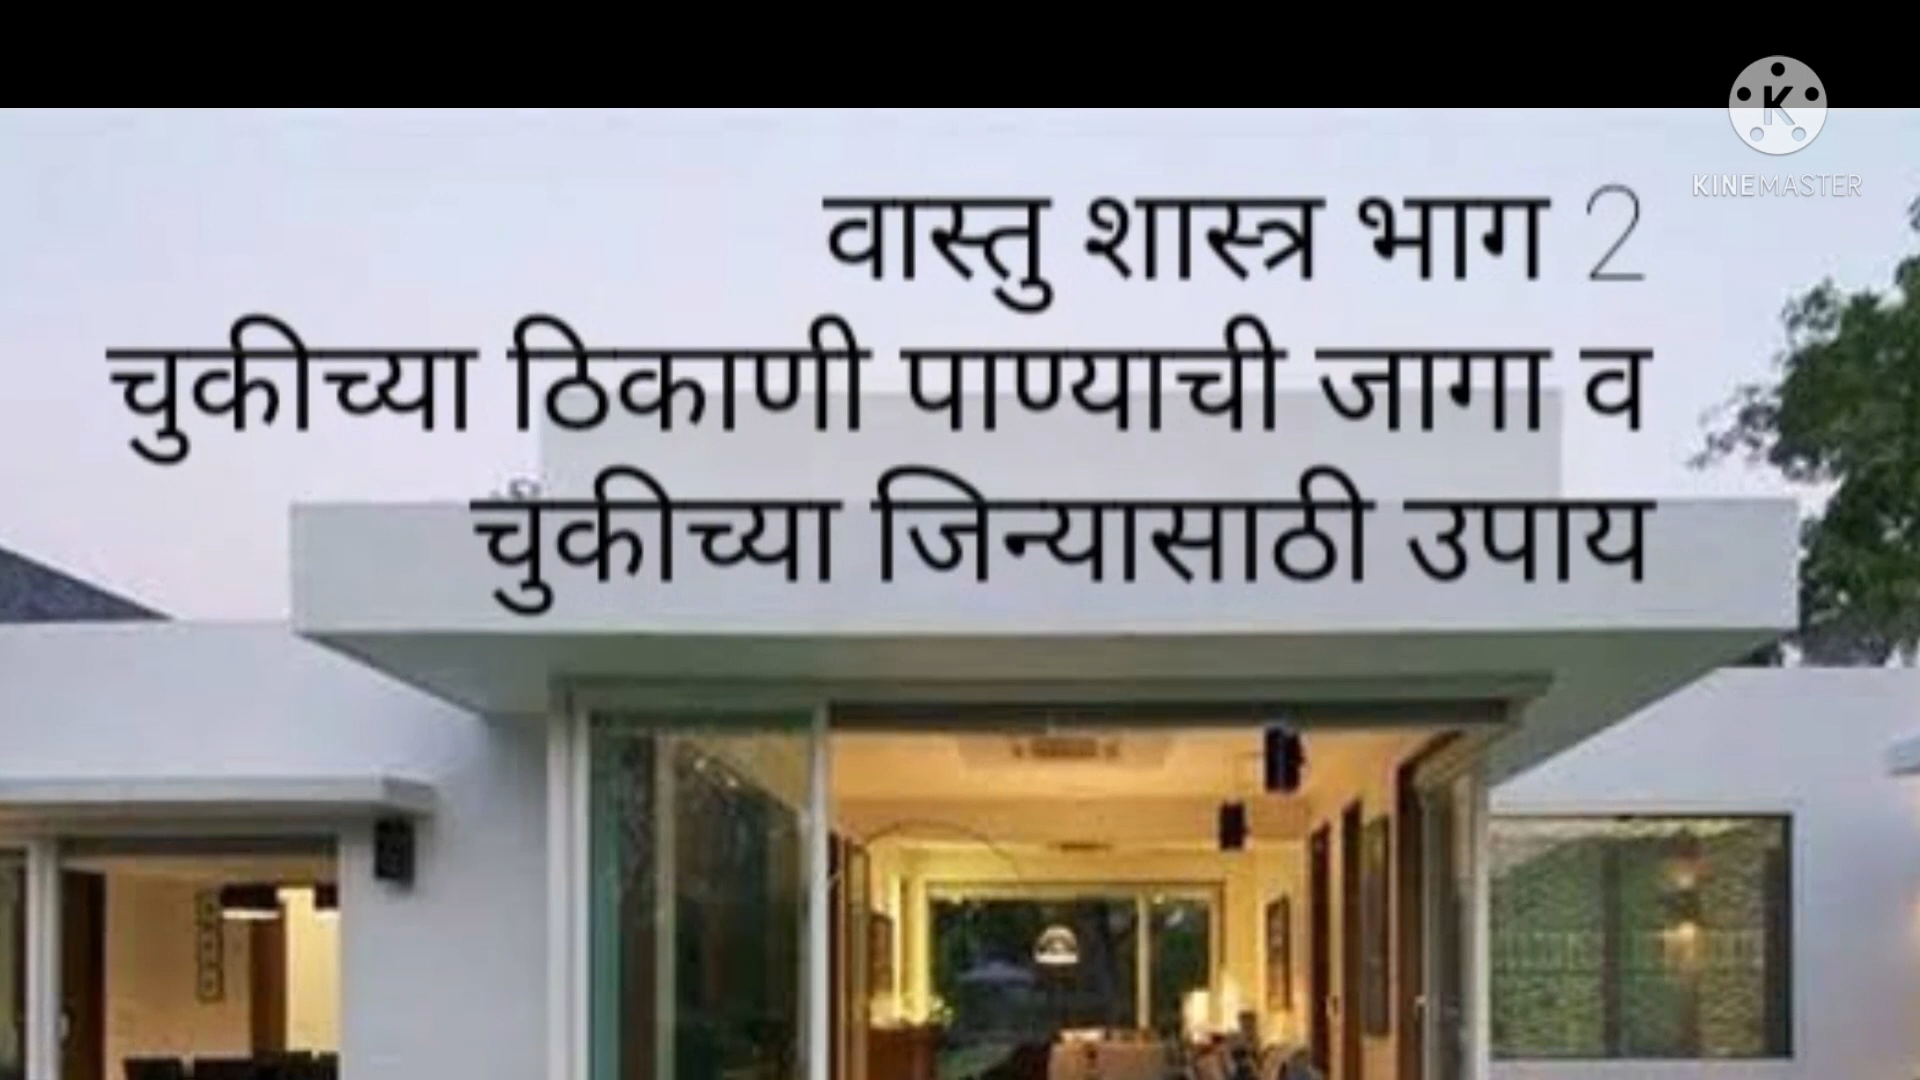 KINEMASTER
वास्तु शास्त्र भाग 2
चुकीच्या ठिकाणी पाण्याची जागा व
चुकीच्या जिन्यासाठी उपाय